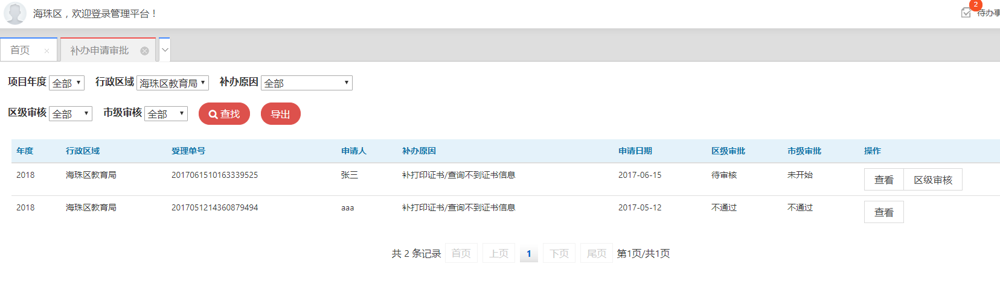 海珠区，欢迎登录管理平台！
2
待办事
首页
补办申请审批
项目年度 全部 行政区域 海珠区教育局 补办原因 全部
区级审核 全部 市级审核 全部 查找 导出
年度 行政区域 受理单号 申请人 补办原因 申请日期 区级审批 市级审批 操作
2018 海珠区教育局 2017061510163339525 张三 补打印证书/查询不到证书信息 2017-06-15 待审核 未开始 查看 区级审核
2018 海珠区教育局 2017051214360879494 aaa 补打印证书/查询不到证书信息 2017-05-12 不通过 不通过 查看
共 2 条记录 首页 上页 1 下页 尾页 第1页/共1页